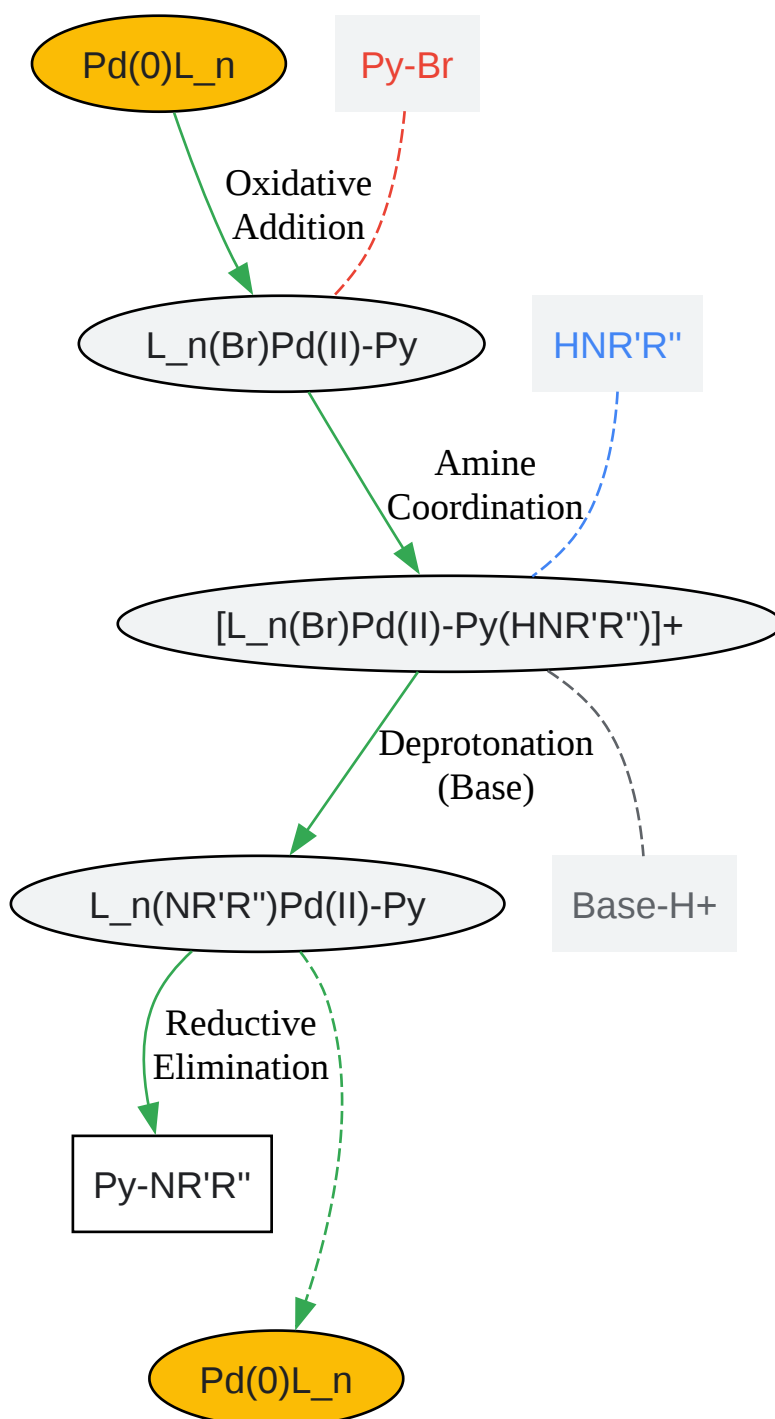 Pd(0)L_n
Py-Br
Oxidative
Addition
L_n(Br)Pd(II)-Py
HNR'R"
Amine
Coordination
[L_n(Br)Pd(II)-Py(HNR'R")]+
Deprotonation
(Base)
L_n(NR'R")Pd(II)-Py
Base-H+
Reductive
Elimination
Py-NR'R"
Pd(0)L_n